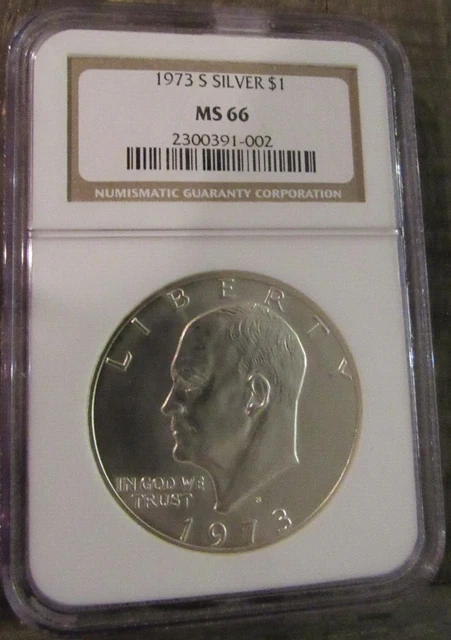 1973 S SILVER $1
MS 66
2300391-002
NUMISMATIC GUARANTY CORPORATION
LIBERTY
IN GOD WE
TRUST
S
1973